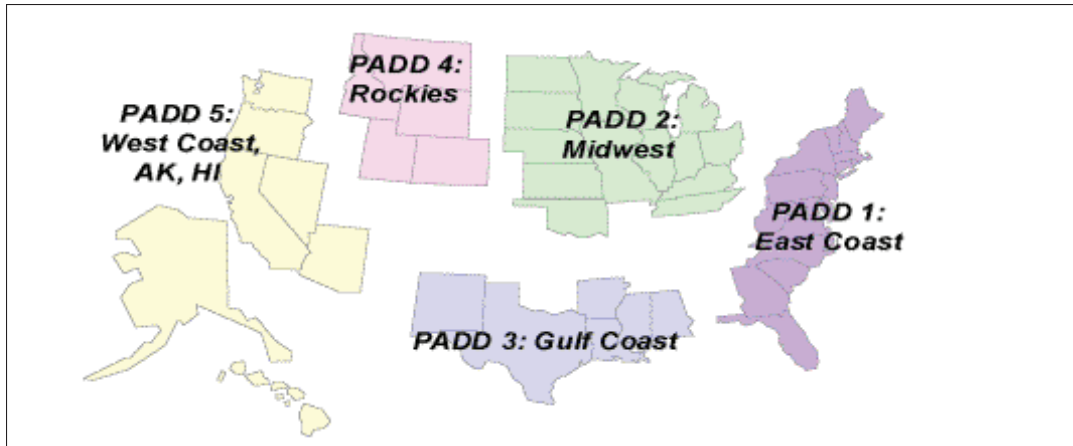 PADD 4:
Rockies
PADD 5:
West Coast,
AK, HI
PADD 2:
Midwest
PADD 1:
East Coast
PADD 3: Gulf Coast